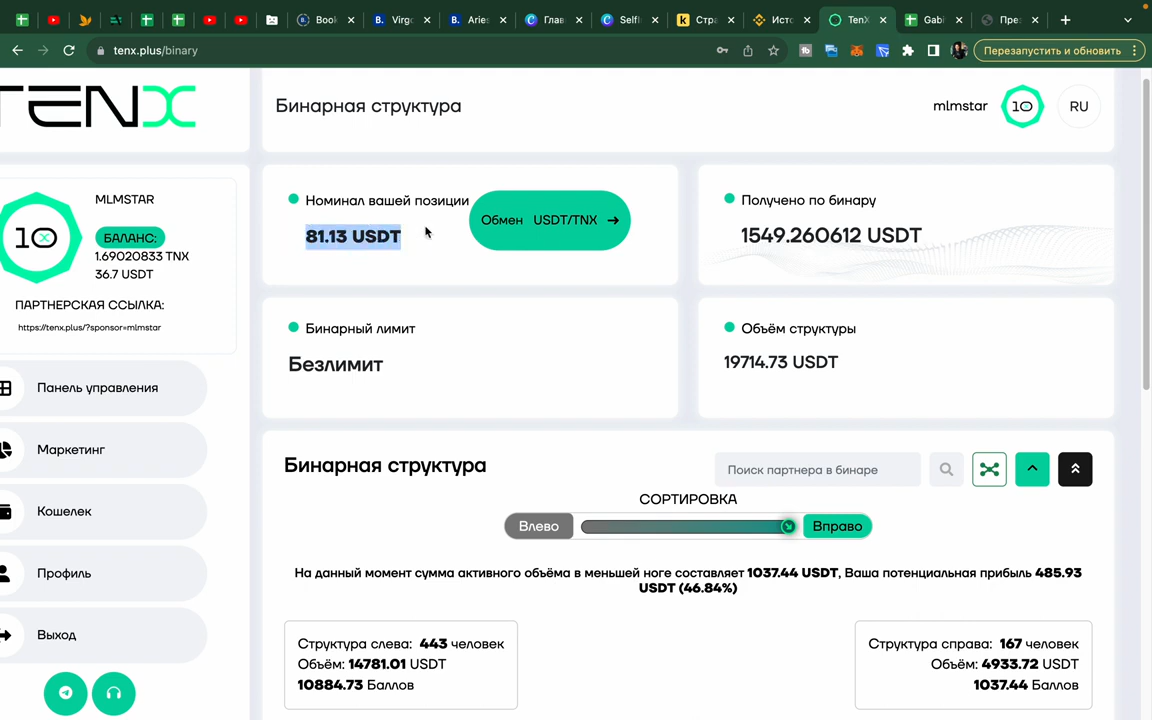 Book
Virgo
Aries
Глав
Selfi
Стра
Исто
TenX
Gabi
През
tenx.plus/binary
Перезапустить и обновить
TENX
Бинарная структура
mlmstar
10
RU
MLMSTAR
10
БАЛАНС:
1.69020833 TNX
36.7 USDT
ПАРТНЕРСКАЯ ССЫЛКА:
https://tenx.plus/?sponsor=mlmstar
Панель управления
Маркетинг
Кошелек
Профиль
Выход
Номинал вашей позиции
81.13 USDT
Обмен USDT/TNX →
Получено по бинару
1549.260612 USDT
Бинарный лимит
Безлимит
Объём структуры
19714.73 USDT
Бинарная структура
Поиск партнера в бинаре
СОРТИРОВКА
Влево
Вправо
На данный момент сумма активного объёма в меньшей ноге составляет 1037.44 USDT, Ваша потенциальная прибыль 485.93
USDT (46.84%)
Структура слева: 443 человек
Объём: 14781.01 USDT
10884.73 Баллов
Структура справа: 167 человек
Объём: 4933.72 USDT
1037.44 Баллов